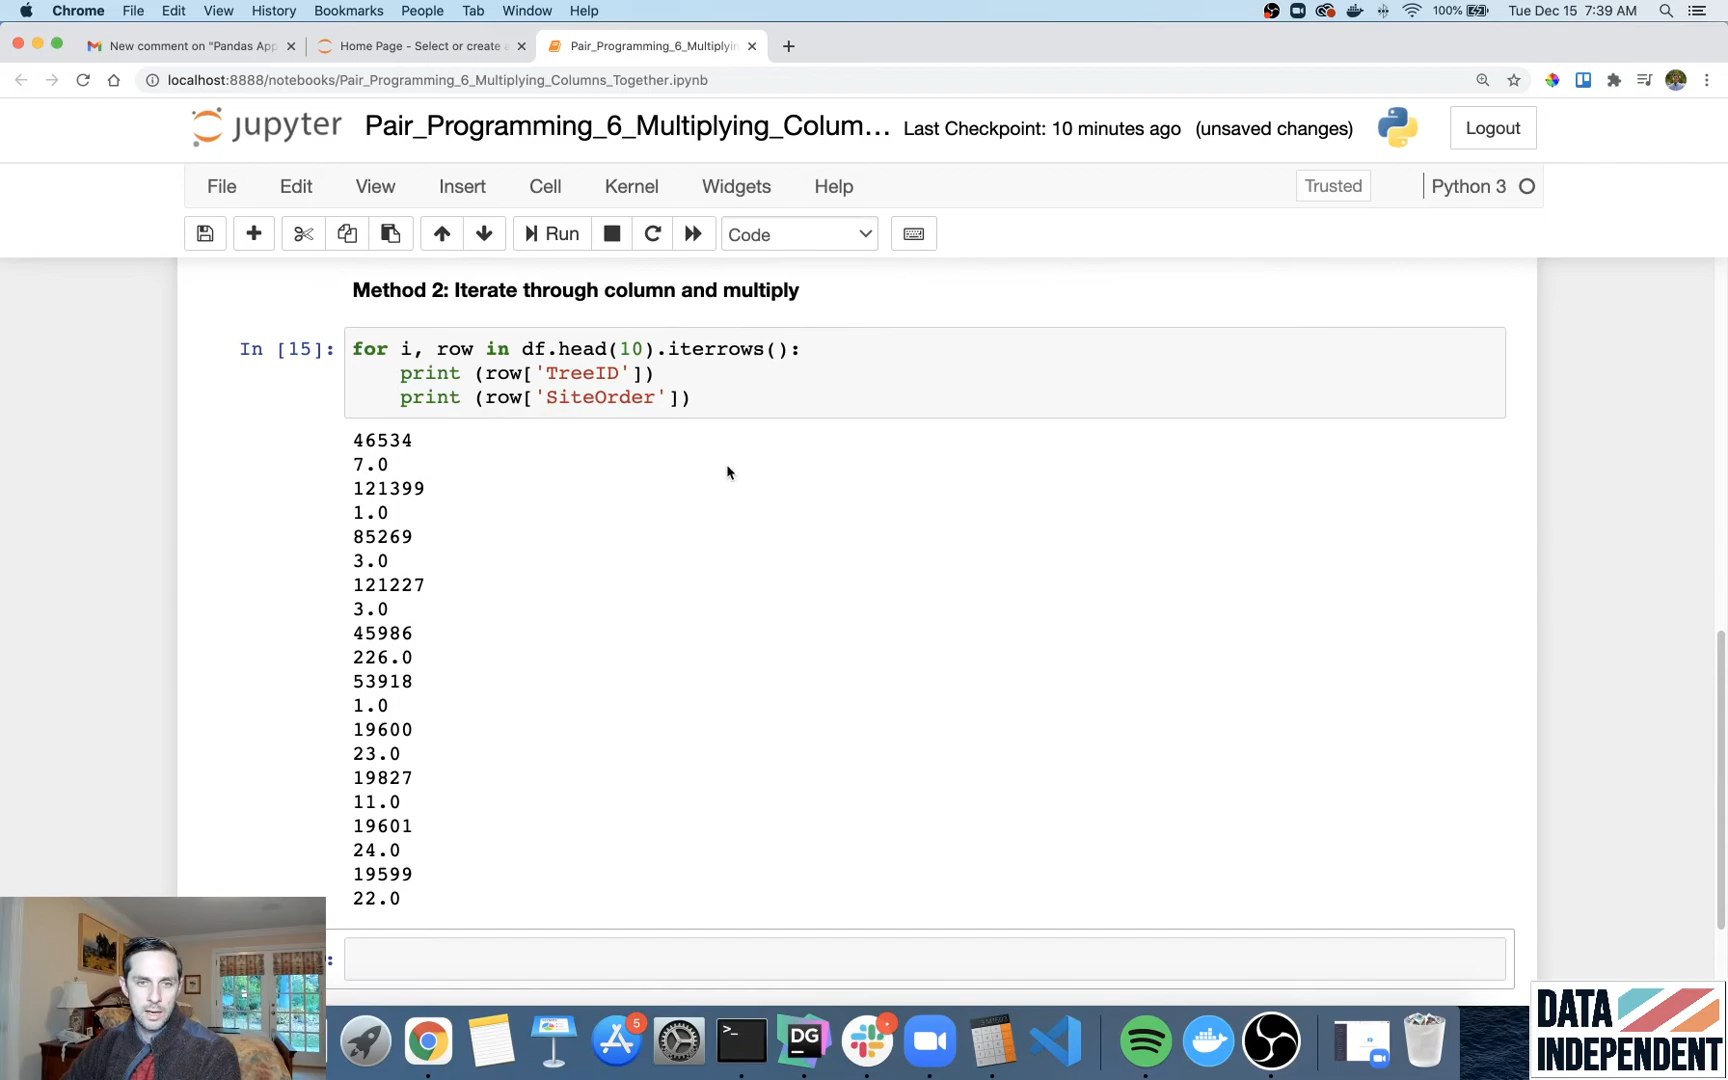 Chrome File Edit View History Bookmarks People Tab Window Help 100% Tue Dec 15 7:39 AM
New comment on "Pandas App Home Page - Select or create a Pair_Programming_6_Multiplyin
localhost:8888/notebooks/Pair_Programming_6_Multiplying_Columns_Together.ipynb
jupyter Pair_Programming_6_Multiplying_Colum... Last Checkpoint: 10 minutes ago (unsaved changes) Logout
File Edit View Insert Cell Kernel Widgets Help Trusted Python 3
Run Code
Method 2: Iterate through column and multiply
In [15]: for i, row in df.head(10).iterrows():
print (row['TreeID'])
print (row['SiteOrder'])
46534
7.0
121399
1.0
85269
3.0
121227
3.0
45986
226.0
53918
1.0
19600
23.0
19827
11.0
19601
24.0
19599
22.0
:
5
DG
DATA
INDEPENDENT